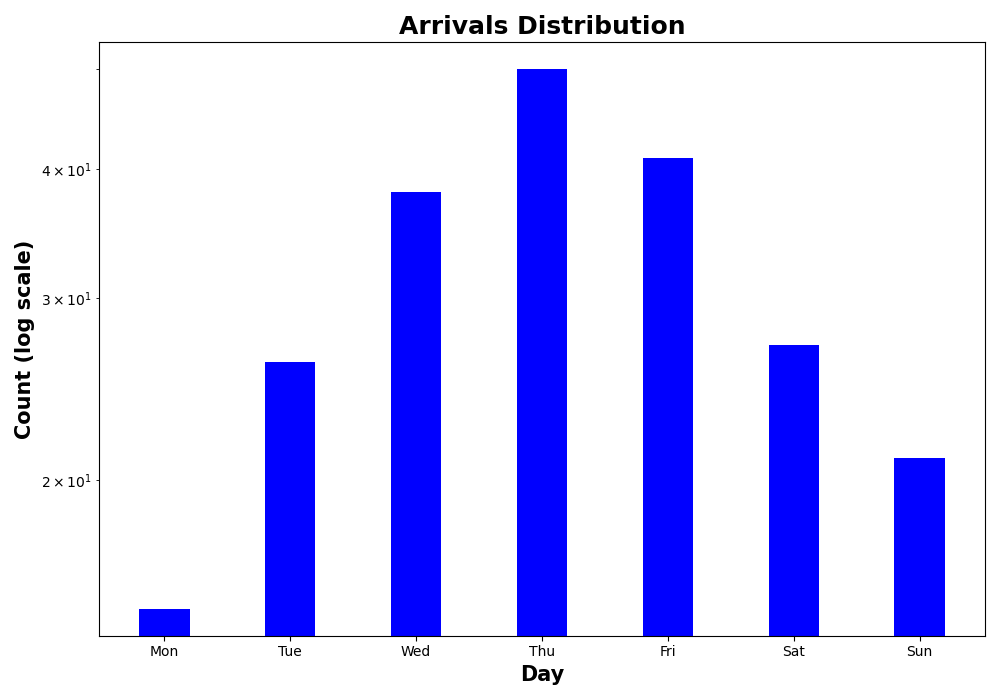 Arrivals Distribution
4 × 10¹
3 × 10¹
2 × 10¹
Count (log scale)
Mon Tue Wed Thu Fri Sat Sun
Day